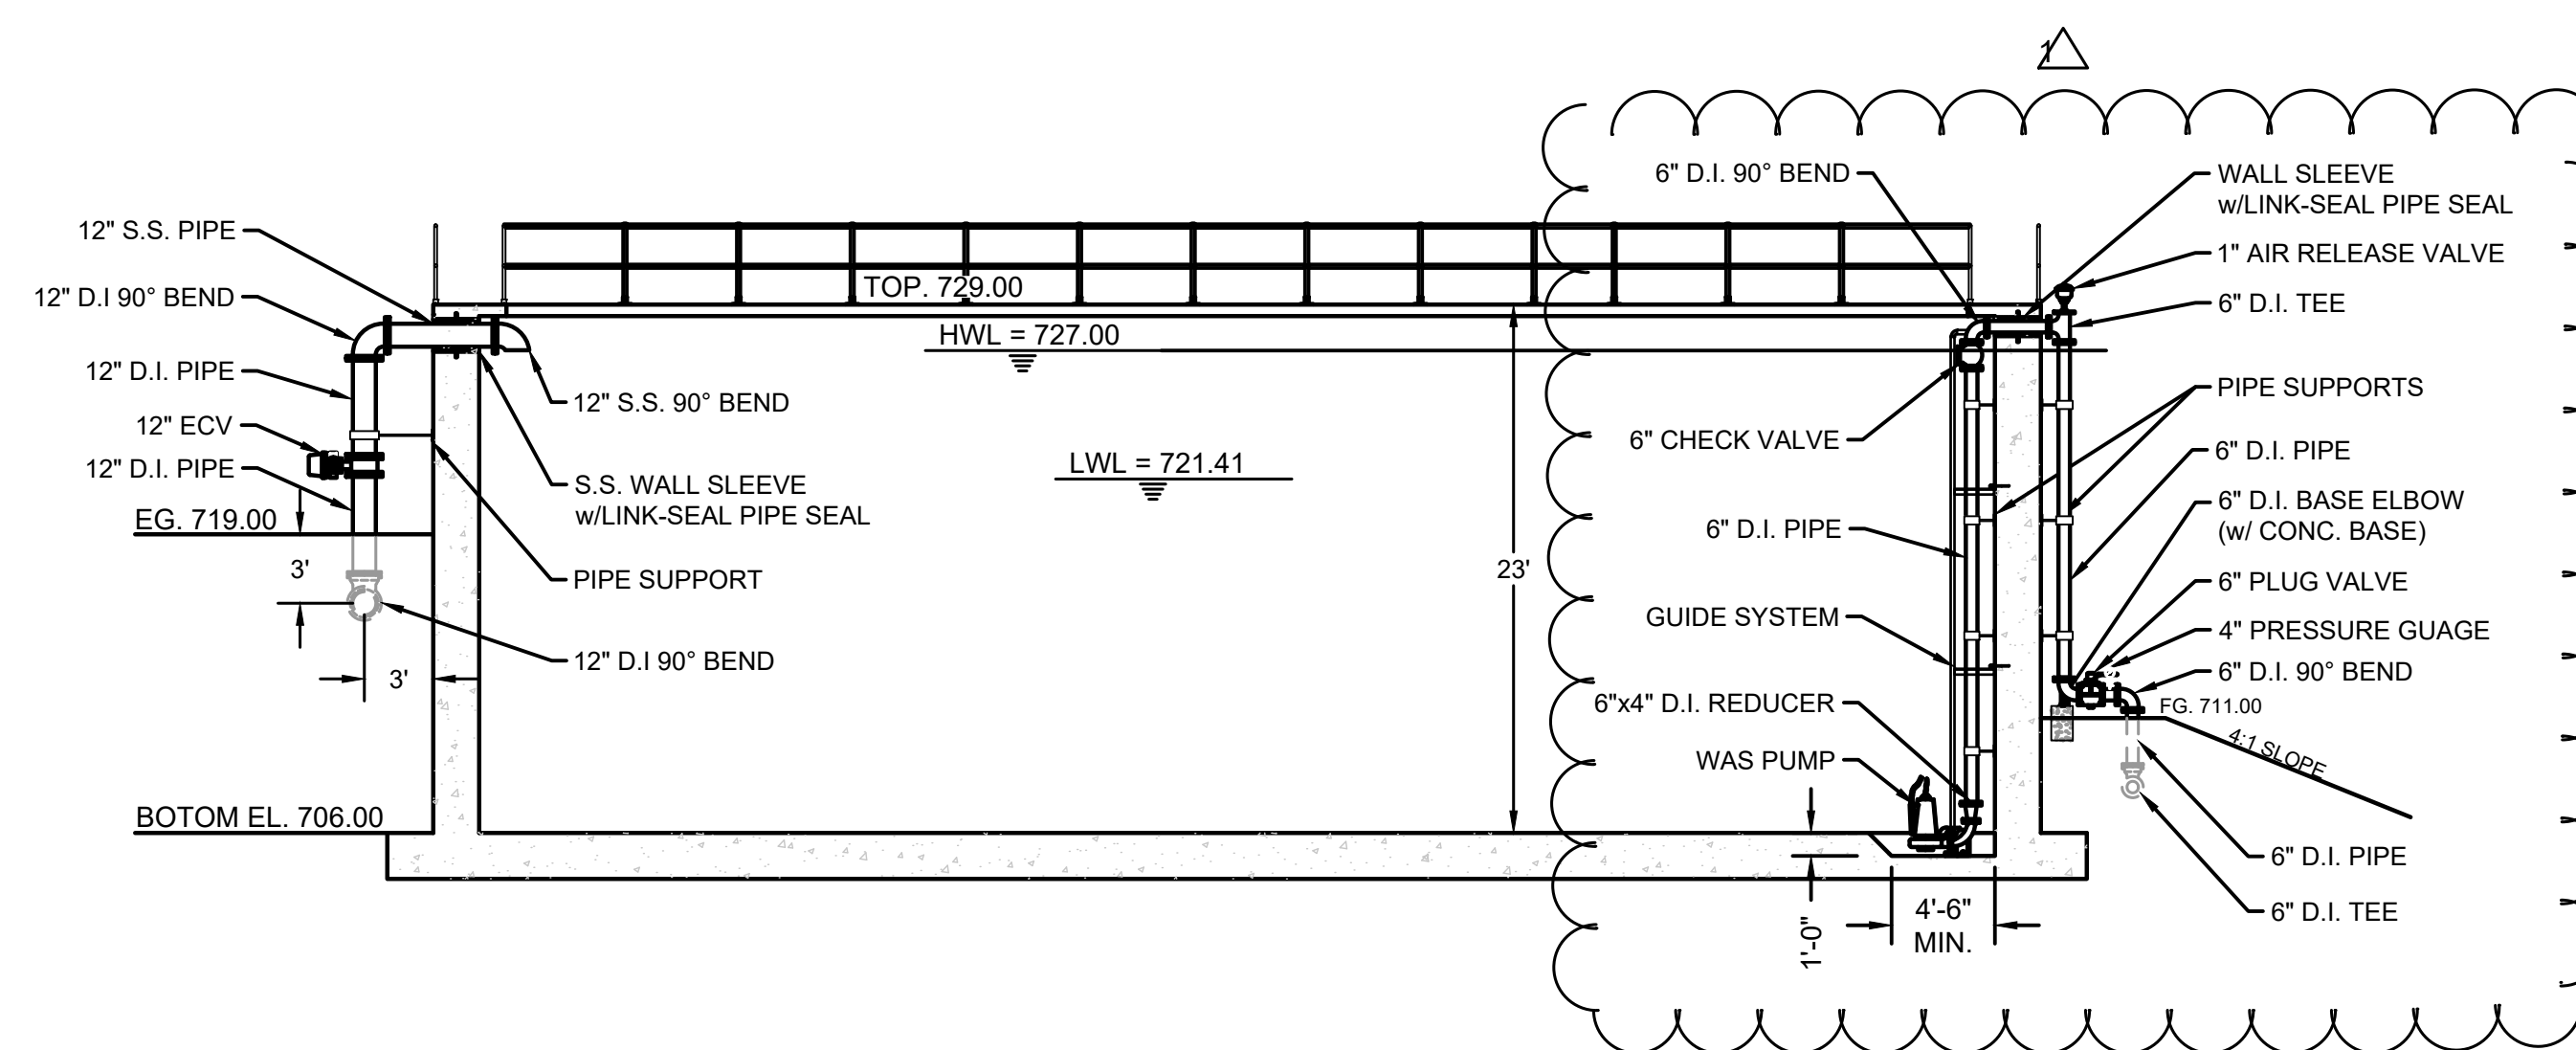 1
12" S.S. PIPE
12" D.I 90° BEND
12" D.I. PIPE
12" ECV
12" D.I. PIPE
EG. 719.00
3'
3'
BOTOM EL. 706.00
TOP. 729.00
HWL = 727.00
LWL = 721.41
12" S.S. 90° BEND
S.S. WALL SLEEVE
w/LINK-SEAL PIPE SEAL
PIPE SUPPORT
12" D.I 90° BEND
23'
6" D.I. 90° BEND
6" CHECK VALVE
6" D.I. PIPE
GUIDE SYSTEM
6"x4" D.I. REDUCER
WAS PUMP
1'-0"
4'-6"
MIN.
WALL SLEEVE
w/LINK-SEAL PIPE SEAL
1" AIR RELEASE VALVE
6" D.I. TEE
PIPE SUPPORTS
6" D.I. PIPE
6" D.I. BASE ELBOW
(w/ CONC. BASE)
6" PLUG VALVE
4" PRESSURE GUAGE
6" D.I. 90° BEND
FG. 711.00
4:1 SLOPE
6" D.I. PIPE
6" D.I. TEE